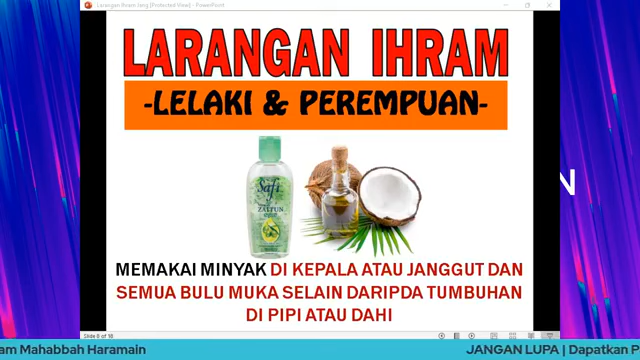 Larangan Ihram Jang [Protected View] - PowerPoint
LARANGAN IHRAM
-LELAKI & PEREMPUAN-
Safi
ZAITUN
N
MEMAKAI MINYAK DI KEPALA ATAU JANGGUT DAN
SEMUA BULU MUKA SELAIN DARIPDA TUMBUHAN
DI PIPI ATAU DAHI
Slide 8 of 18
am Mahabbah Haramain
JANGAN LUPA | Dapatkan P